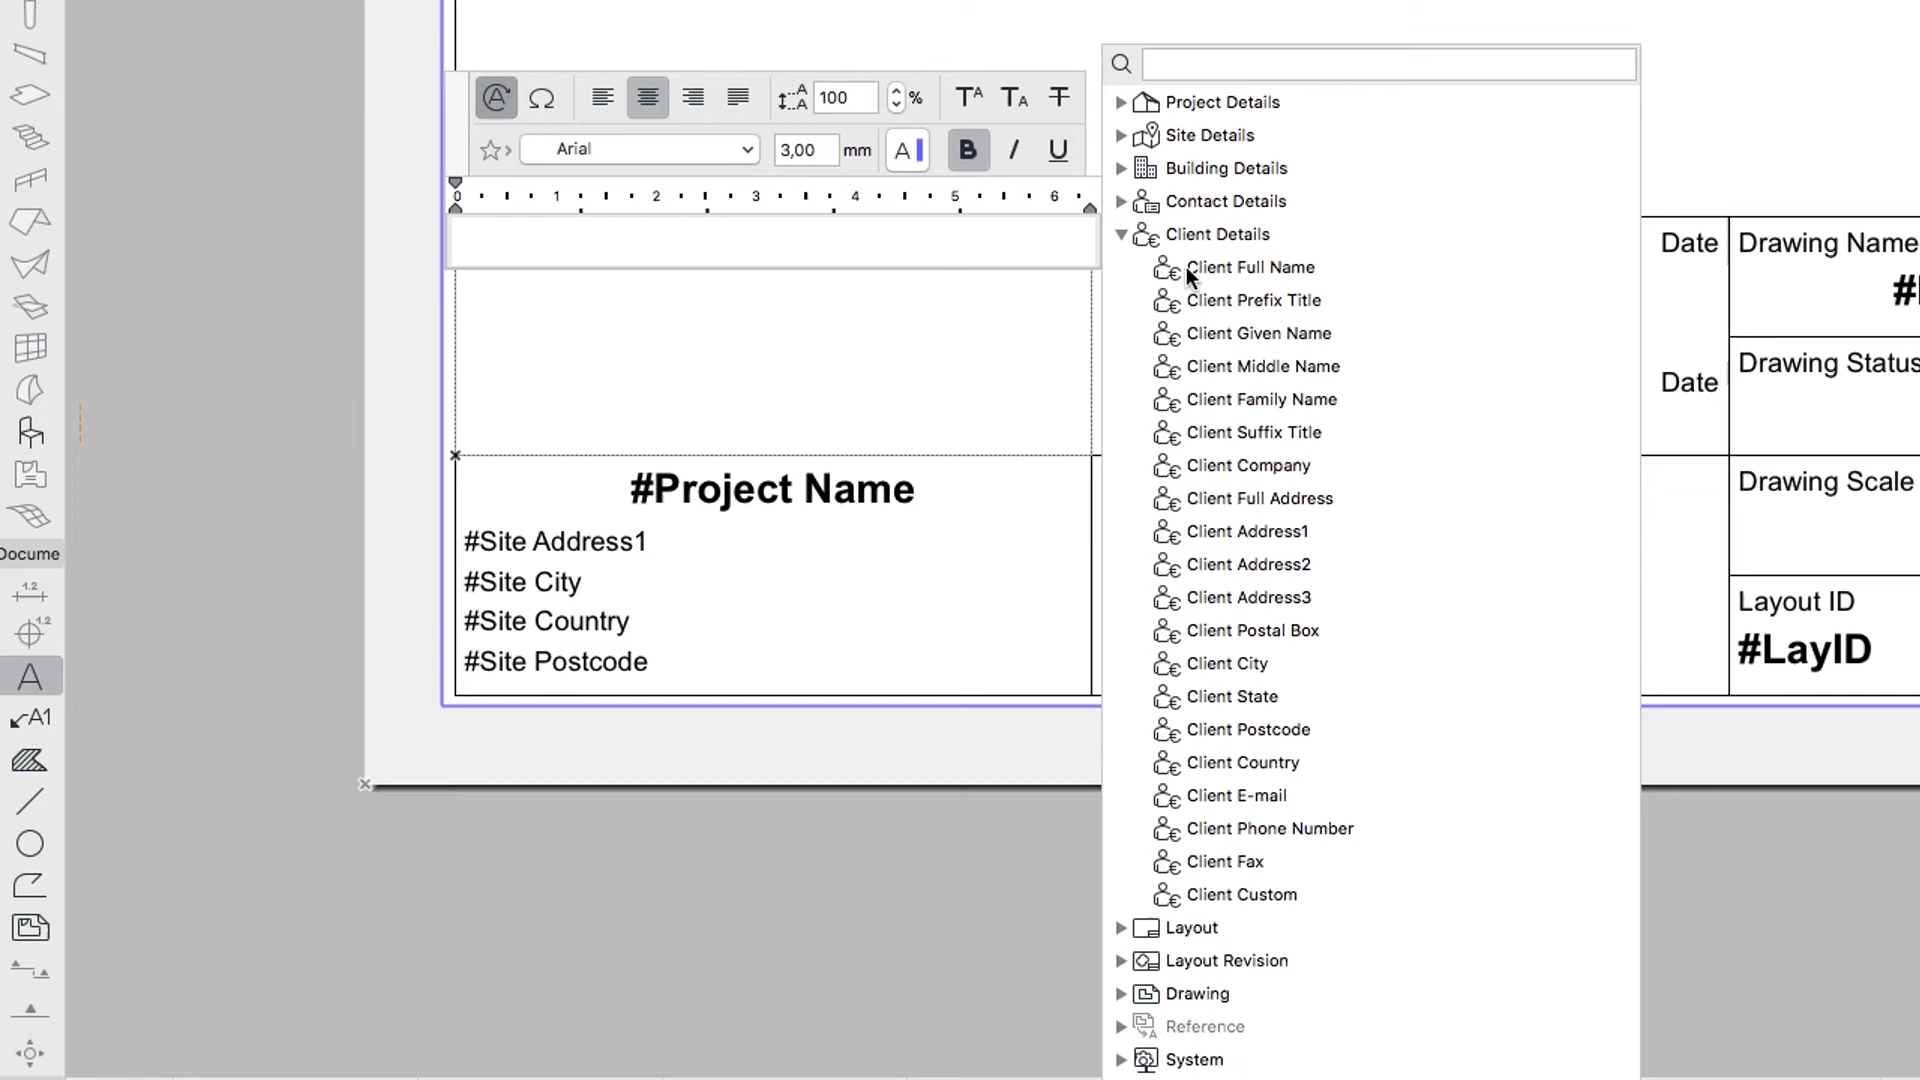 100 %
Arial 3,00 mm A B I U
0 1 2 3 4 5 6
#Project Name
#Site Address1
#Site City
#Site Country
#Site Postcode
Docume
1.2
1.2
A
A1
Project Details
Site Details
Building Details
Contact Details
Client Details
Client Full Name
Client Prefix Title
Client Given Name
Client Middle Name
Client Family Name
Client Suffix Title
Client Company
Client Full Address
Client Address1
Client Address2
Client Address3
Client Postal Box
Client City
Client State
Client Postcode
Client Country
Client E-mail
Client Phone Number
Client Fax
Client Custom
Layout
Layout Revision
Drawing
Reference
System
Date
Date
Drawing Name
#
Drawing Status
Drawing Scale
Layout ID
#LayID